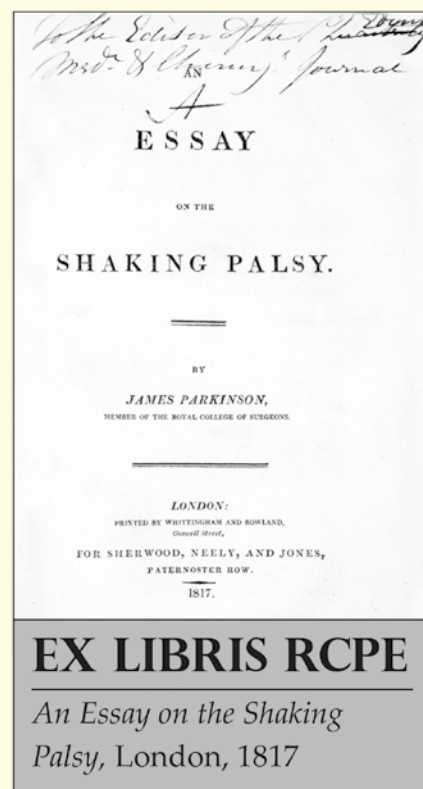 To the Editor of the
Med.l & Chirurg.l Journal
AN
ESSAY
ON THE
SHAKING PALSY.
BY
JAMES PARKINSON,
MEMBER OF THE ROYAL COLLEGE OF SURGEONS.
LONDON:
PRINTED BY WHITTINGHAM AND ROWLAND,
Goswell Street,
FOR SHERWOOD, NEELY, AND JONES,
PATERNOSTER ROW.
1817.
EX LIBRIS RCPE
An Essay on the Shaking
Palsy, London, 1817